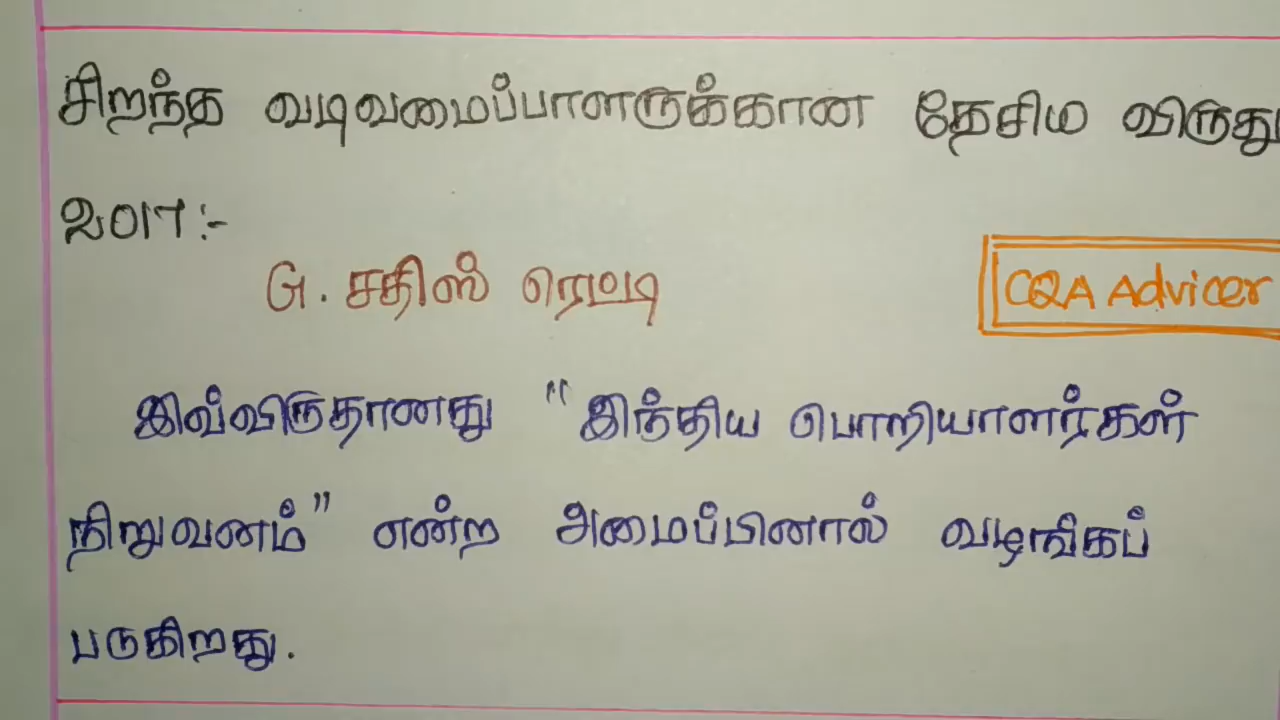 சிறந்த வடிவமைப்பாளருக்கான தேசிய விருது
2017:-
G. சதிஸ் ரெட்டி
CQA Advicer
இவ்விருதானது "இந்திய பொறியாளர்கள்
நிறுவனம்" என்ற அமைப்பினால் வழங்கப்
படுகிறது.